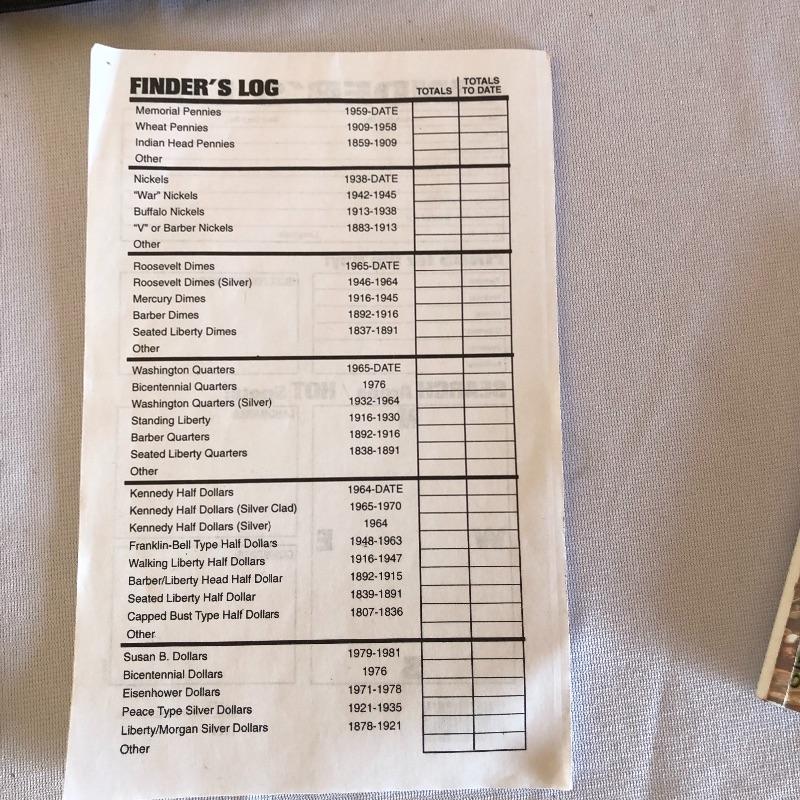 FINDER'S LOG TOTALS TOTALS TO DATE
Memorial Pennies 1959-DATE
Wheat Pennies 1909-1958
Indian Head Pennies 1859-1909
Other
Nickels 1938-DATE
"War" Nickels 1942-1945
Buffalo Nickels 1913-1938
"V" or Barber Nickels 1883-1913
Other
Roosevelt Dimes 1965-DATE
Roosevelt Dimes (Silver) 1946-1964
Mercury Dimes 1916-1945
Barber Dimes 1892-1916
Seated Liberty Dimes 1837-1891
Other
Washington Quarters 1965-DATE
Bicentennial Quarters 1976
Washington Quarters (Silver) 1932-1964
Standing Liberty 1916-1930
Barber Quarters 1892-1916
Seated Liberty Quarters 1838-1891
Other
Kennedy Half Dollars 1964-DATE
Kennedy Half Dollars (Silver Clad) 1965-1970
Kennedy Half Dollars (Silver) 1964
Franklin-Bell Type Half Dollars 1948-1963
Walking Liberty Half Dollars 1916-1947
Barber/Liberty Head Half Dollar 1892-1915
Seated Liberty Half Dollar 1839-1891
Capped Bust Type Half Dollars 1807-1836
Other
Susan B. Dollars 1979-1981
Bicentennial Dollars 1976
Eisenhower Dollars 1971-1978
Peace Type Silver Dollars 1921-1935
Liberty/Morgan Silver Dollars 1878-1921
Other